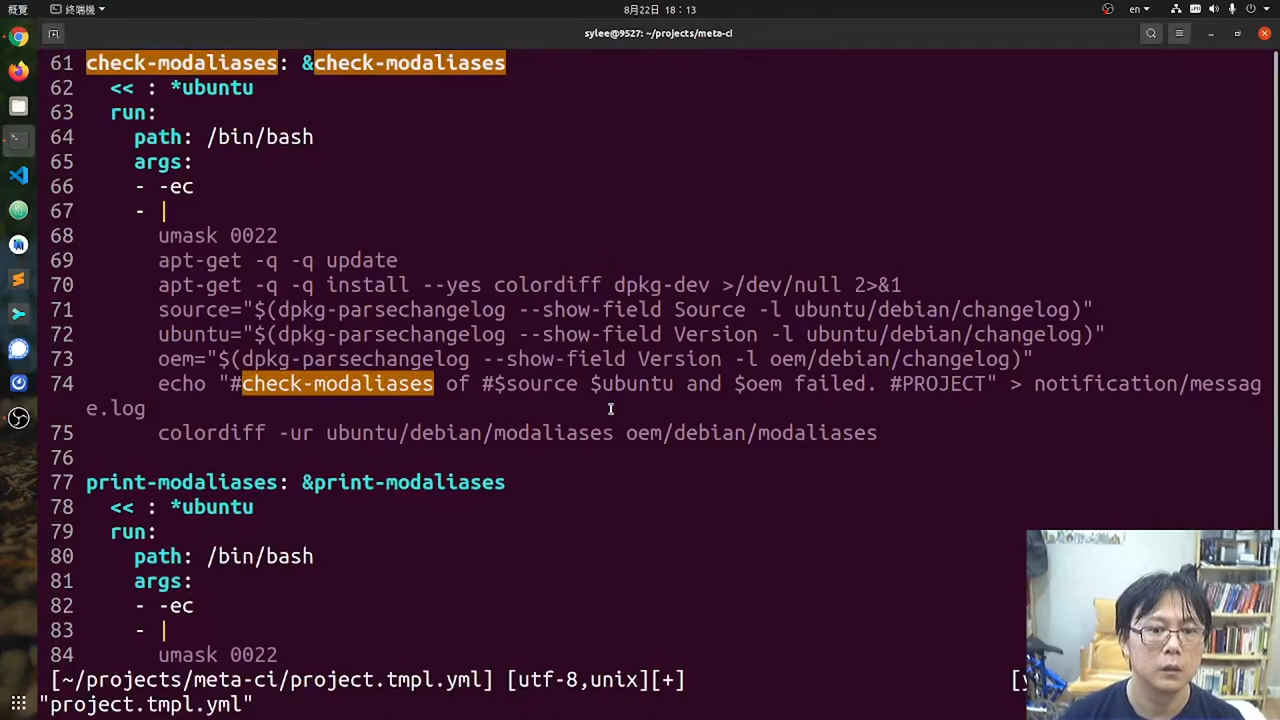 概覽 終端機 8月22日 18:13 en
sylee@9527: ~/projects/meta-ci
61 check-modaliases: &check-modaliases
62 << : *ubuntu
63 run:
64 path: /bin/bash
65 args:
66 - -ec
67 - |
68 umask 0022
69 apt-get -q -q update
70 apt-get -q -q install --yes colordiff dpkg-dev >/dev/null 2>&1
71 source="$(dpkg-parsechangelog --show-field Source -l ubuntu/debian/changelog)"
72 ubuntu="$(dpkg-parsechangelog --show-field Version -l ubuntu/debian/changelog)"
73 oem="$(dpkg-parsechangelog --show-field Version -l oem/debian/changelog)"
74 echo "#check-modaliases of #$source $ubuntu and $oem failed. #PROJECT" > notification/messag
e.log
75 colordiff -ur ubuntu/debian/modaliases oem/debian/modaliases
76
77 print-modaliases: &print-modaliases
78 << : *ubuntu
79 run:
80 path: /bin/bash
81 args:
82 - -ec
83 - |
84 umask 0022
[~/projects/meta-ci/project.tmpl.yml] [utf-8,unix][+] [
"project.tmpl.yml"